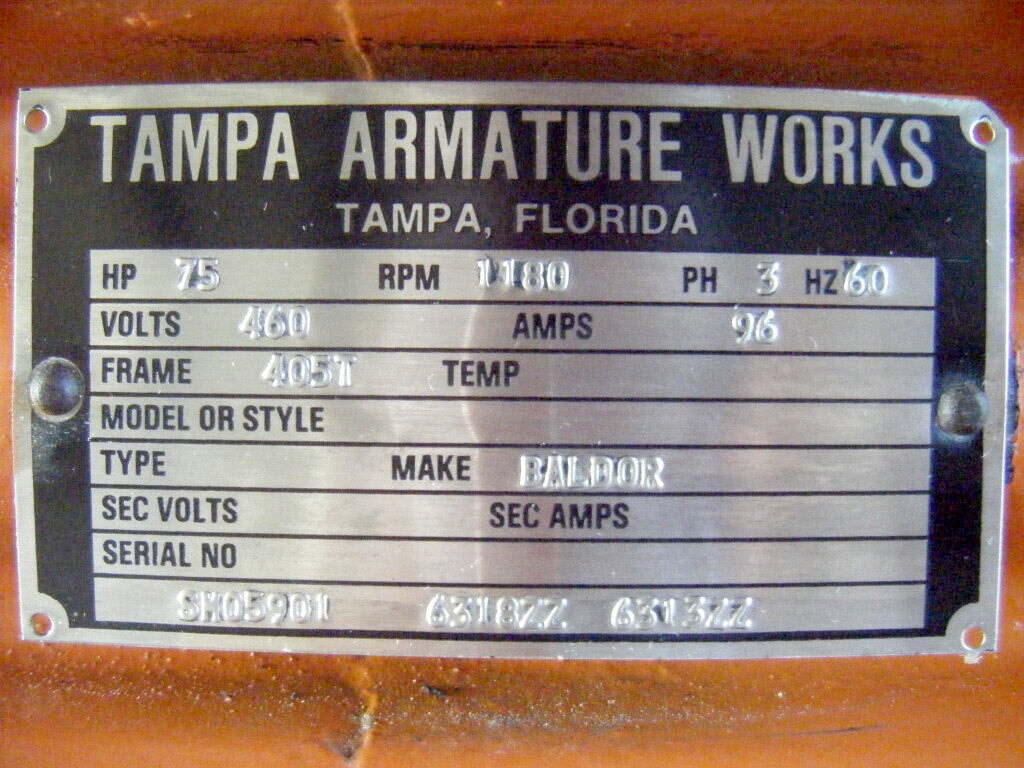 TAMPA ARMATURE WORKS
TAMPA, FLORIDA
HP 75 RPM 1180 PH 3 HZ 60
VOLTS 460 AMPS 96
FRAME 405T TEMP
MODEL OR STYLE
TYPE MAKE BALDOR
SEC VOLTS SEC AMPS
SERIAL NO
SM05901 6318ZZ 6313ZZ